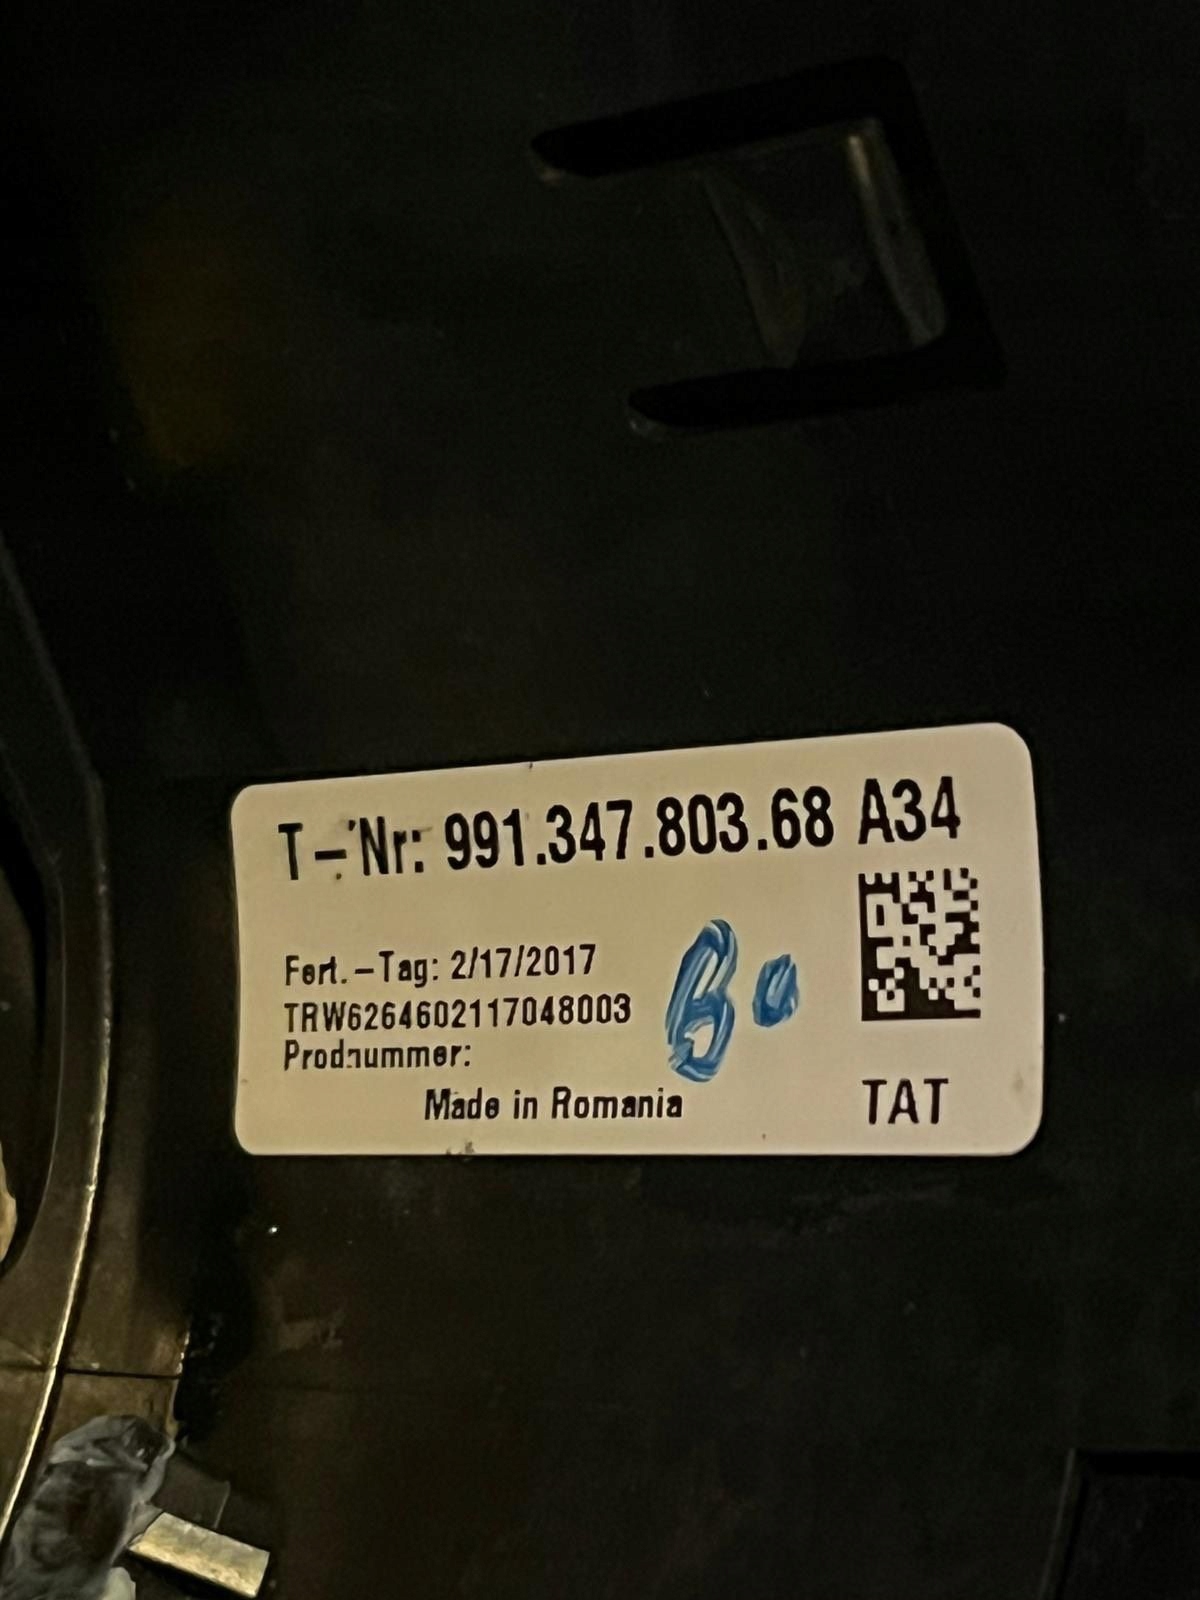 T-Nr: 991.347.803.68 A34
Fert.-Tag: 2/17/2017
TRW6264602117048003
Prodnummer:
Made in Romania
TAT